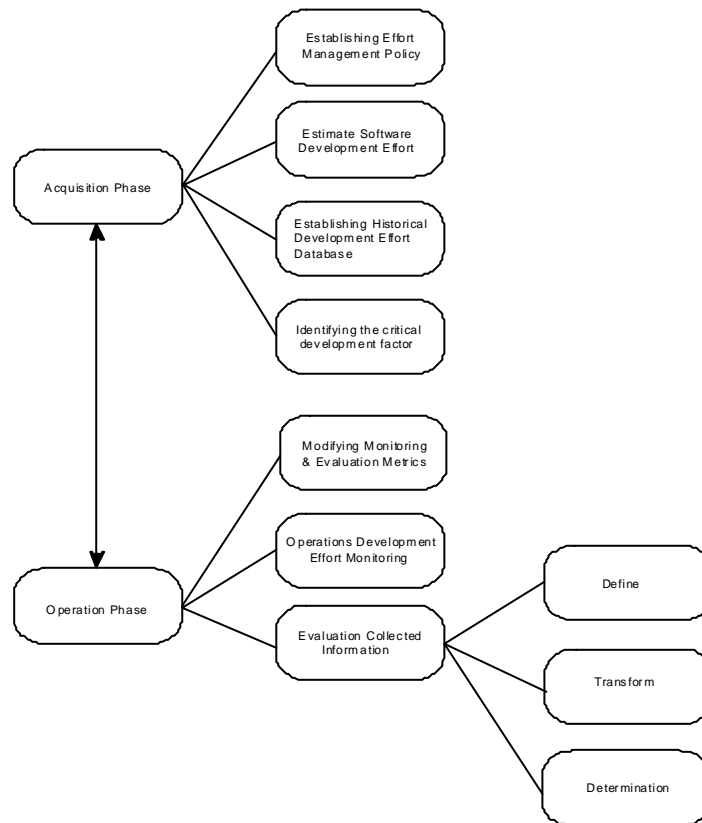 Establishing Effort
Management Policy
Estimate Software
Development Effort
Acquisition Phase
Establishing Historical
Development Effort
Database
Identifying the critical
development factor
Modifying Monitoring
& Evaluation Metrics
Operations Development
Effort Monitoring
Define
Operation Phase
Evaluation Collected
Information
Transform
Determination